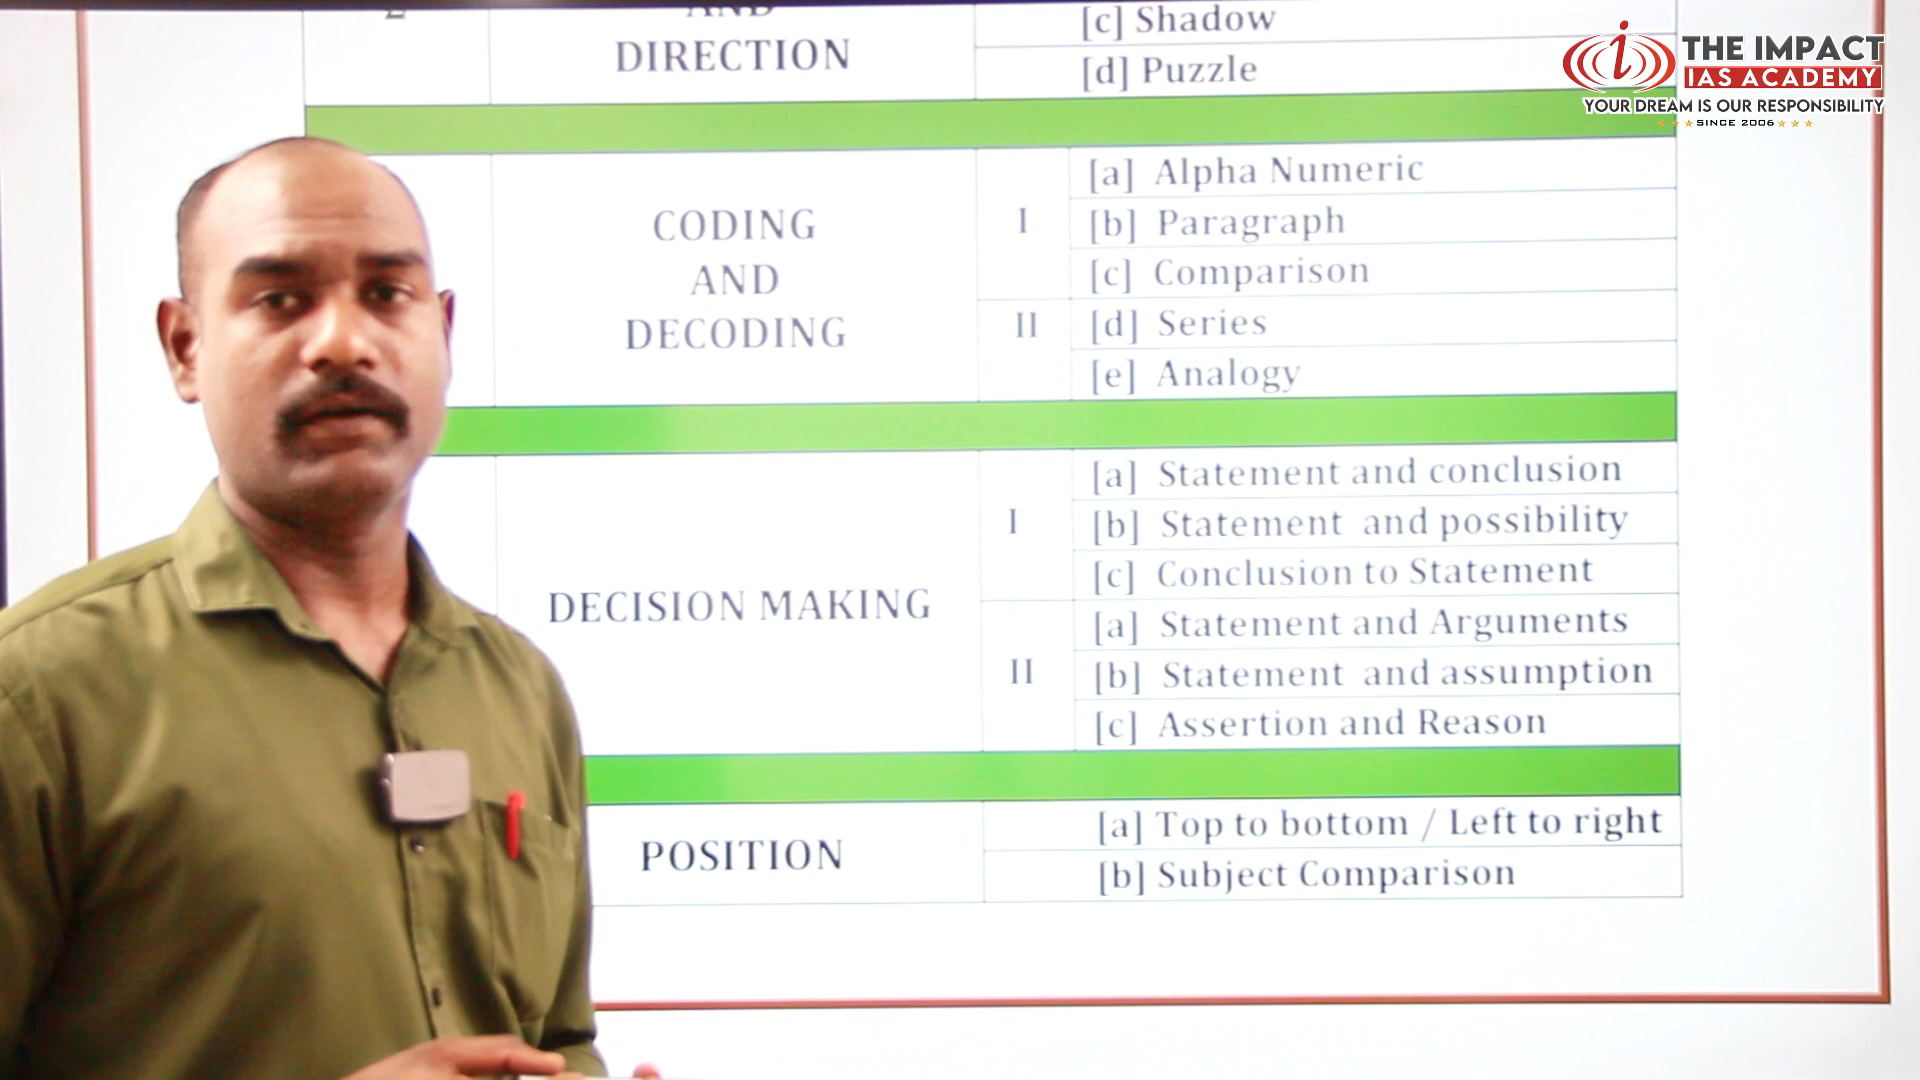 AND
[c] Shadow
DIRECTION
[d] Puzzle
THE IMPACT
IAS ACADEMY
YOUR DREAM IS OUR RESPONSIBILITY
SINCE 2006
CODING
AND
DECODING
I
[a] Alpha Numeric
[b] Paragraph
[c] Comparison
II
[d] Series
[e] Analogy
DECISION MAKING
I
[a] Statement and conclusion
[b] Statement and possibility
[c] Conclusion to Statement
II
[a] Statement and Arguments
[b] Statement and assumption
[c] Assertion and Reason
POSITION
[a] Top to bottom / Left to right
[b] Subject Comparison